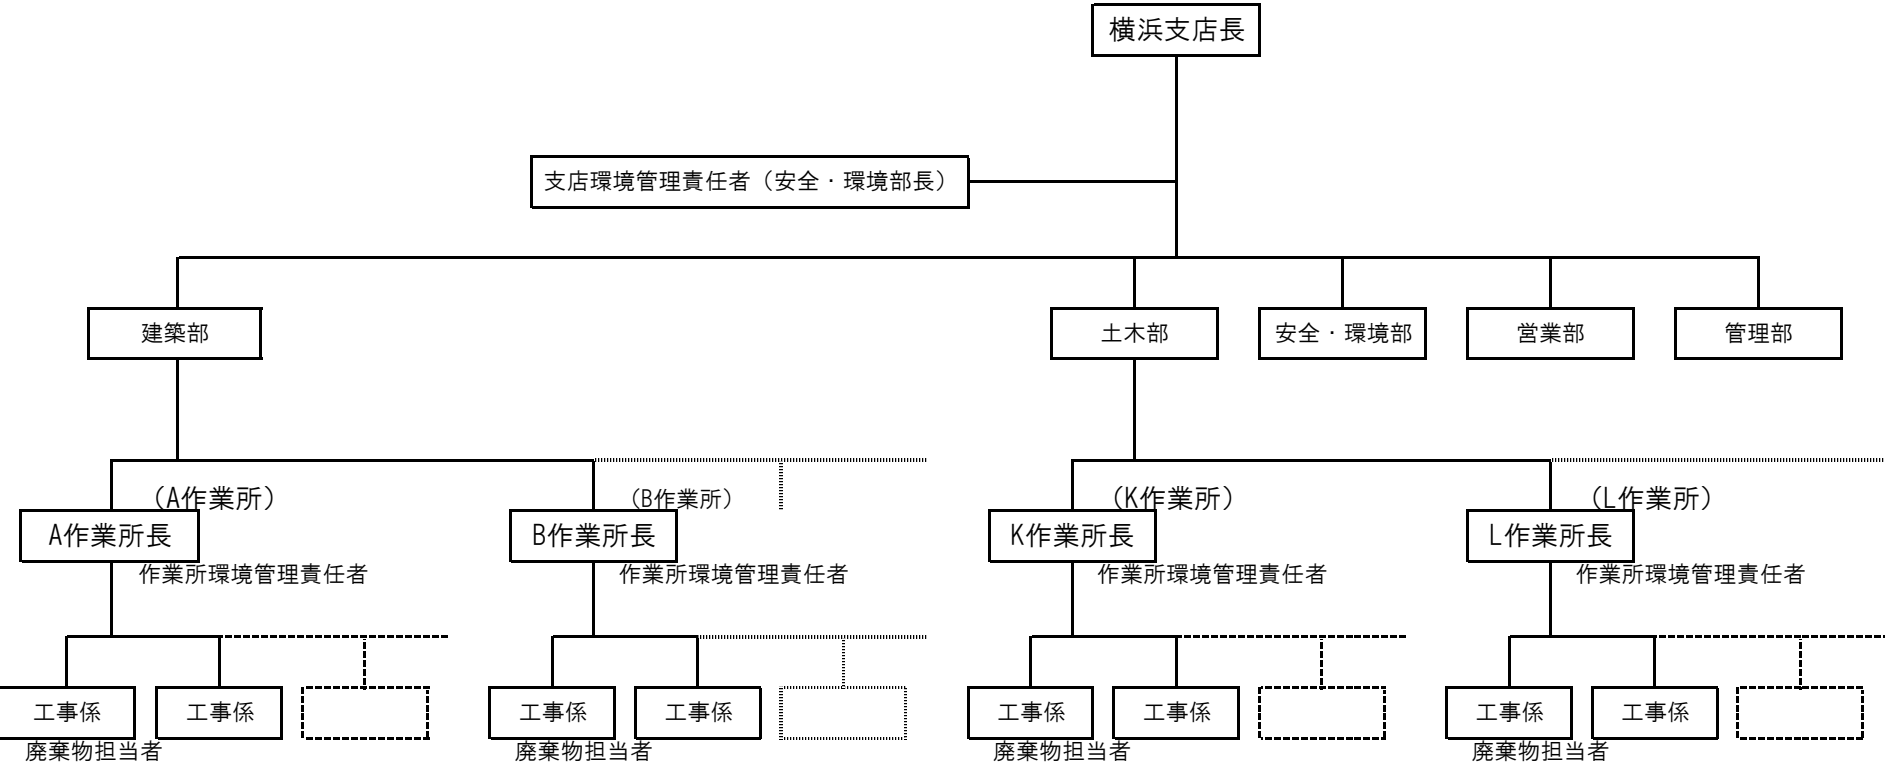 横浜支店長
支店環境管理責任者（安全・環境部長）
建築部
土木部
安全・環境部
営業部
管理部
（A作業所）
（B作業所）
（K作業所）
（L作業所）
A作業所長
B作業所長
K作業所長
L作業所長
作業所環境管理責任者
作業所環境管理責任者
作業所環境管理責任者
作業所環境管理責任者
工事係
工事係
工事係
工事係
工事係
工事係
工事係
工事係
廃棄物担当者
廃棄物担当者
廃棄物担当者
廃棄物担当者